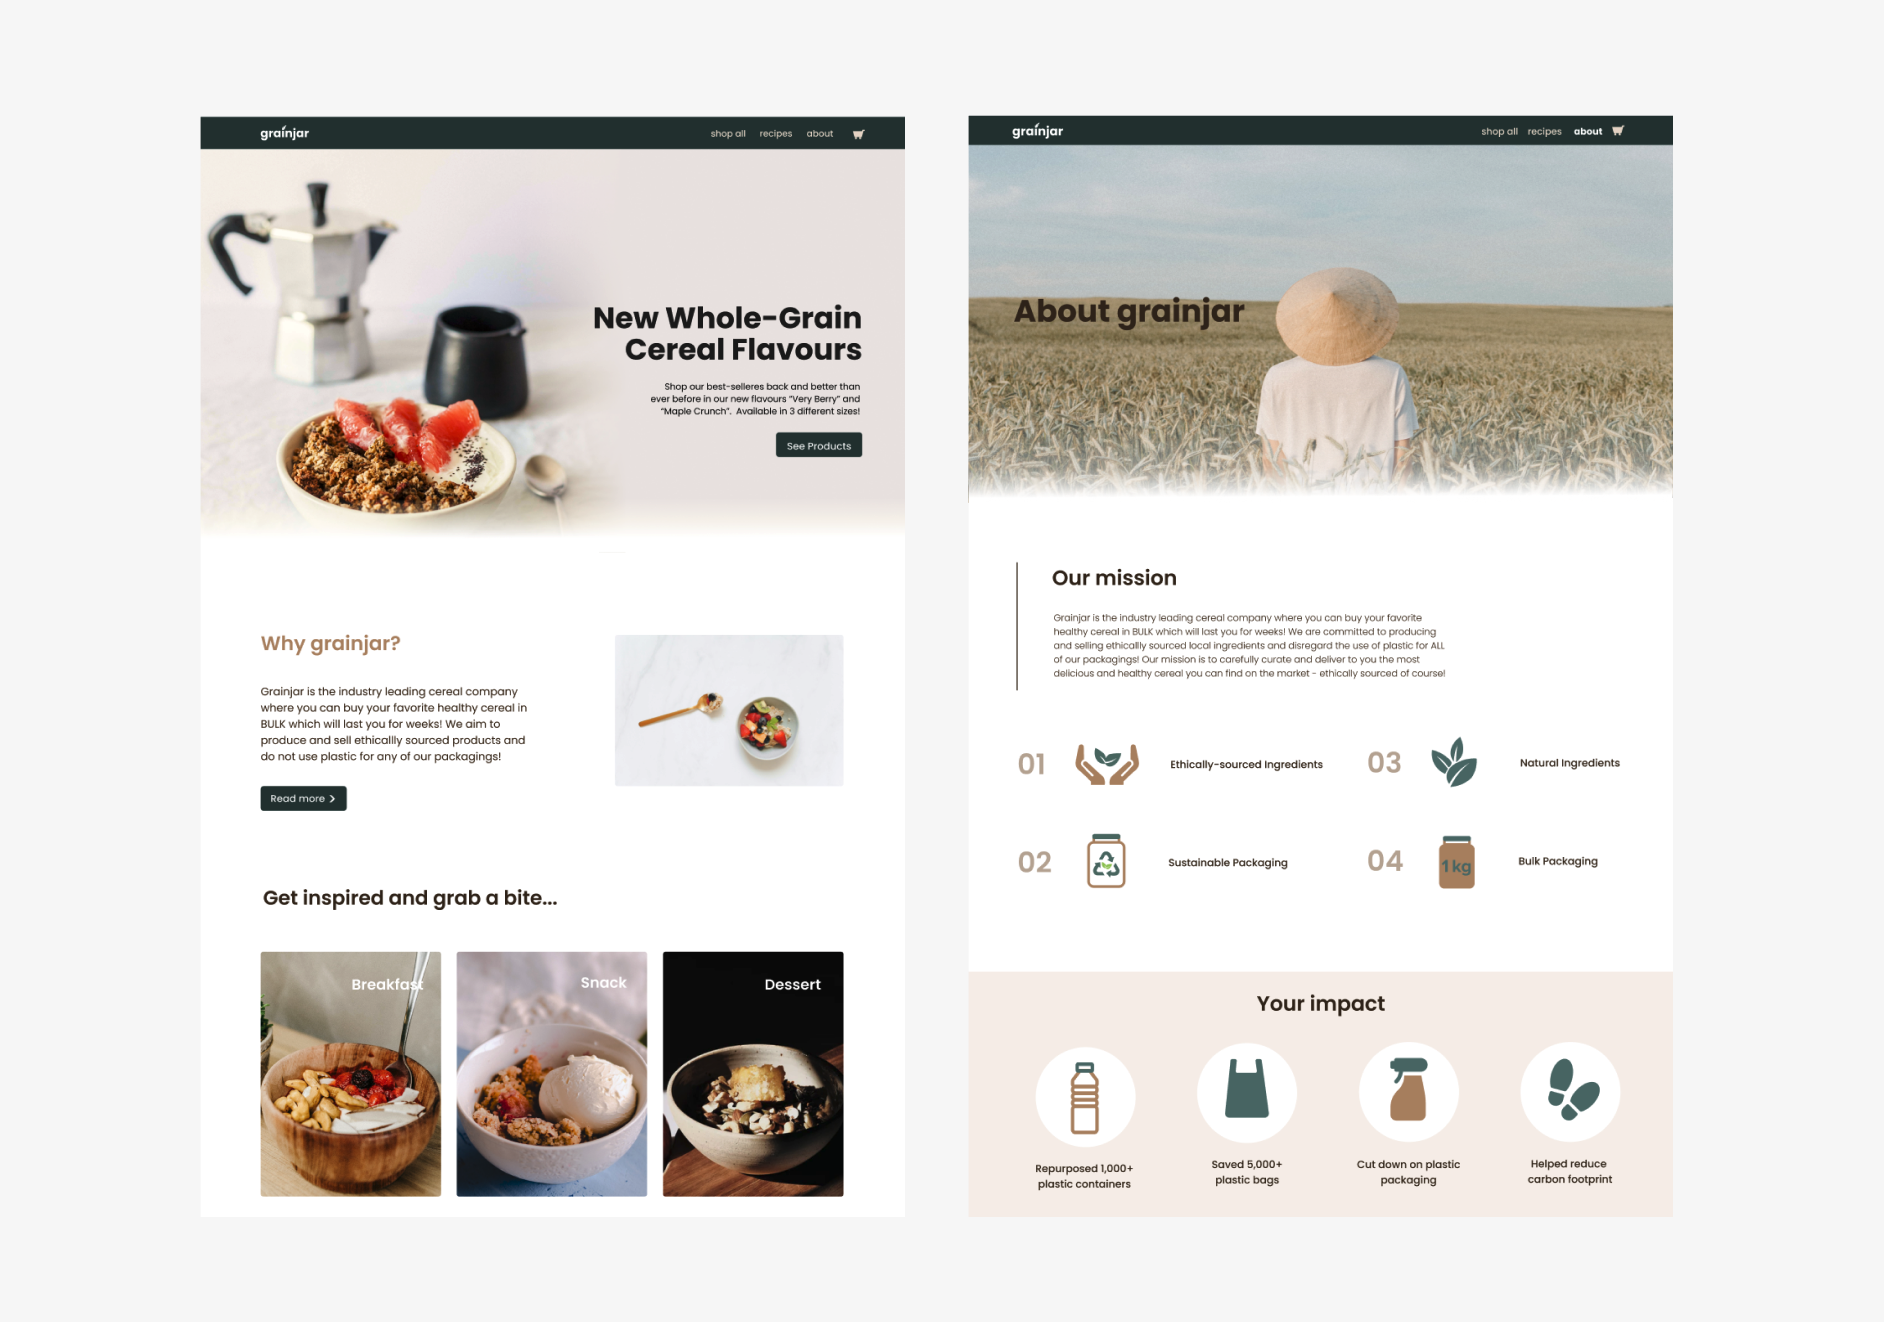 graínjar
shop all recipes about
New Whole-Grain
Cereal Flavours
Shop our best-selleres back and better than
ever before in our new flavours “Very Berry” and
“Maple Crunch”. Available in 3 different sizes!
See Products
Why grainjar?
Grainjar is the industry leading cereal company
where you can buy your favorite healthy cereal in
BULK which will last you for weeks! We aim to
produce and sell ethicallly sourced products and
do not use plastic for any of our packagings!
Read more
Get inspired and grab a bite...
Breakfast
Snack
Dessert
graínjar
shop all recipes about
About grainjar
Our mission
Grainjar is the industry leading cereal company where you can buy your favorite
healthy cereal in BULK which will last you for weeks! We are committed to producing
and selling ethicallly sourced local ingredients and disregard the use of plastic for ALL
of our packagings! Our mission is to carefully curate and deliver to you the most
delicious and healthy cereal you can find on the market - ethically sourced of course!
01
Ethically-sourced Ingredients
03
Natural Ingredients
02
Sustainable Packaging
04
1 kg
Bulk Packaging
Your impact
Repurposed 1,000+
plastic containers
Saved 5,000+
plastic bags
Cut down on plastic
packaging
Helped reduce
carbon footprint